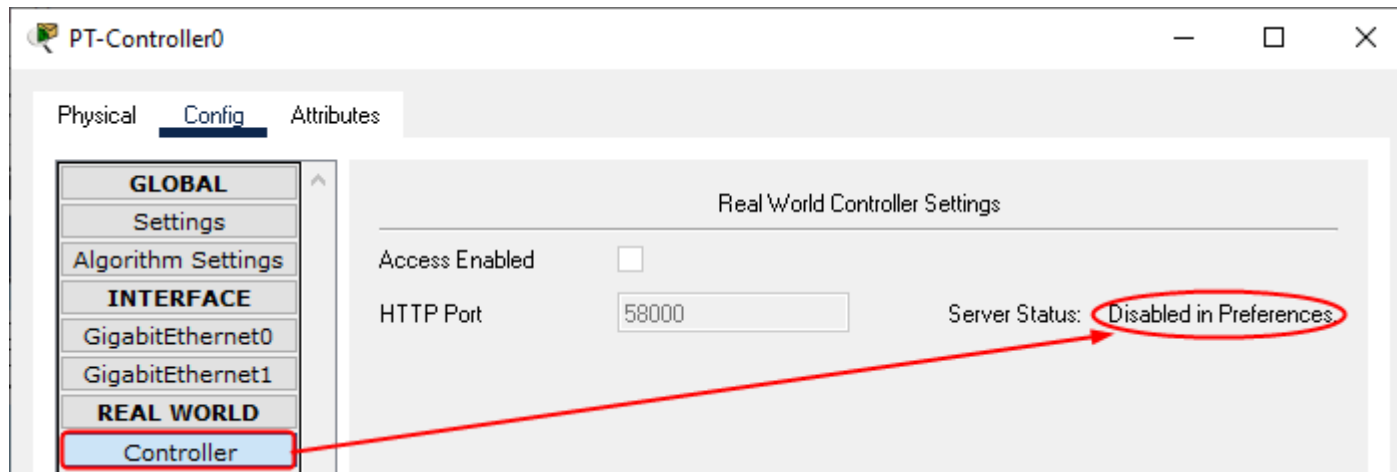 PT-Controller0
Physical Config Attributes
GLOBAL
Settings
Algorithm Settings
INTERFACE
GigabitEthernet0
GigabitEthernet1
REAL WORLD
Controller
Real World Controller Settings
Access Enabled
HTTP Port 58000 Server Status: Disabled in Preferences.